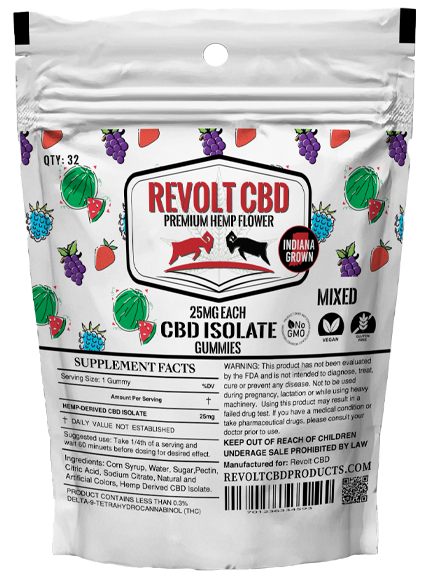 QTY: 32
REVOLT CBD
PREMIUM HEMP FLOWER
INDIANA
GROWN
MIXED
25MG EACH
CBD ISOLATE
GUMMIES
No
GMO
VEGAN
GLUTEN
FREE
SUPPLEMENT FACTS
Serving Size: 1 Gummy %DV
Amount Per Serving †
HEMP-DERIVED CBD ISOLATE 25mg
† DAILY VALUE NOT ESTABLISHED
Suggested use: Take 1/4th of a serving and
wait 60 minuets before dosing for desired effect.
Ingredients: Corn Syrup, Water, Sugar,Pectin,
Citric Acid, Sodium Citrate, Natural and
Artificial Colors, Hemp Derived CBD Isolate.
PRODUCT CONTAINS LESS THAN 0.3%
DELTA-9-TETRAHYDROCANNABINOL (THC)
WARNING: This product has not been evaluated
by the FDA and is not intended to diagnose, treat,
cure or prevent any disease. Not to be used
during pregnancy, lactation or while using heavy
machinery. Using this product may result in a
failed drug test. If you have a medical condition or
take pharmaceutical drugs, please consult your
doctor prior to use.
KEEP OUT OF REACH OF CHILDREN
UNDERAGE SALE PROHIBITED BY LAW
Manufactured for: Revolt CBD
REVOLTCBDPRODUCTS.COM